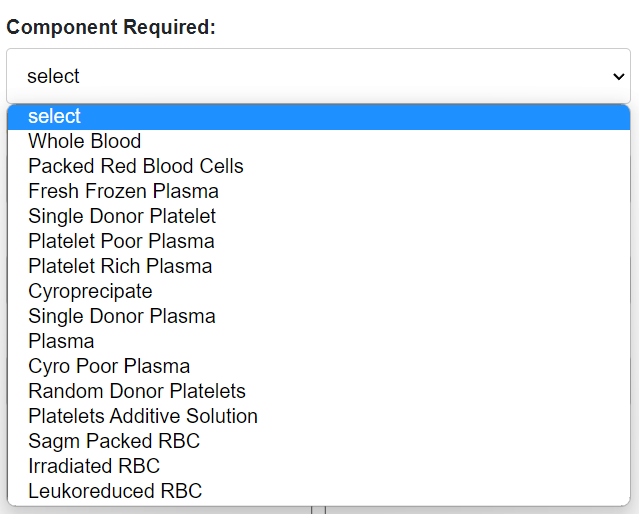 Component Required:
select
select
Whole Blood
Packed Red Blood Cells
Fresh Frozen Plasma
Single Donor Platelet
Platelet Poor Plasma
Platelet Rich Plasma
Cyroprecipate
Single Donor Plasma
Plasma
Cyro Poor Plasma
Random Donor Platelets
Platelets Additive Solution
Sagm Packed RBC
Irradiated RBC
Leukoreduced RBC